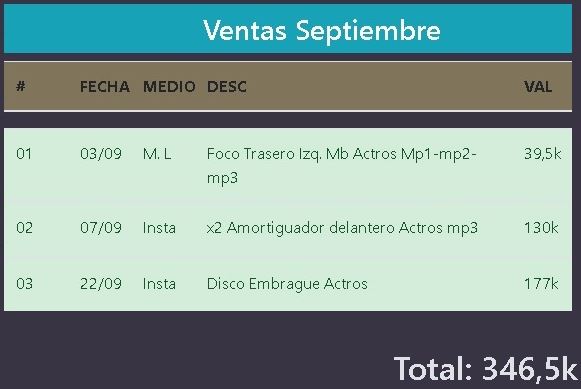 Ventas Septiembre
# FECHA MEDIO DESC VAL
01 03/09 M. L Foco Trasero Izq. Mb Actros Mp1-mp2- 39,5k
mp3
02 07/09 Insta x2 Amortiguador delantero Actros mp3 130k
03 22/09 Insta Disco Embrague Actros 177k
Total: 346,5k